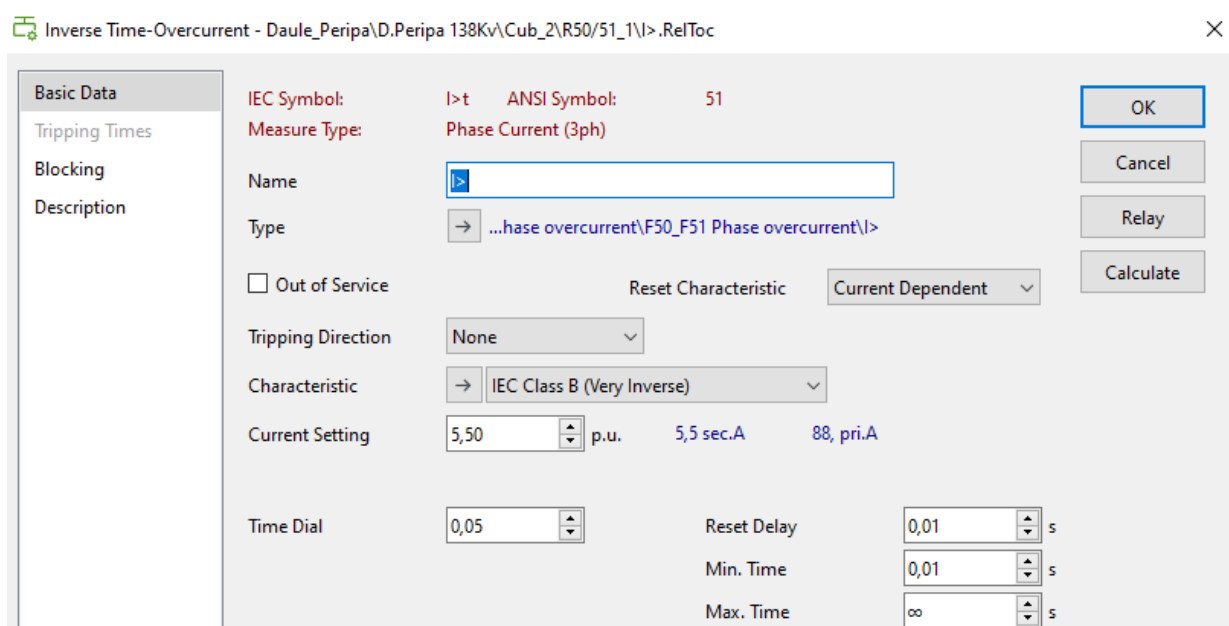 Inverse Time-Overcurrent - Daule_Peripa\D.Peripa 138Kv\Cub_2\R50/51_1\I>.RelToc
Basic Data
Tripping Times
Blocking
Description
IEC Symbol: I>t ANSI Symbol: 51
Measure Type: Phase Current (3ph)
Name I>
Type ...hase overcurrent\F50_F51 Phase overcurrent\I>
Out of Service Reset Characteristic Current Dependent
Tripping Direction None
Characteristic IEC Class B (Very Inverse)
Current Setting 5,50 p.u. 5,5 sec.A 88, pri.A
Time Dial 0,05 Reset Delay 0,01 s
Min. Time 0,01 s
Max. Time ∞ s
OK
Cancel
Relay
Calculate